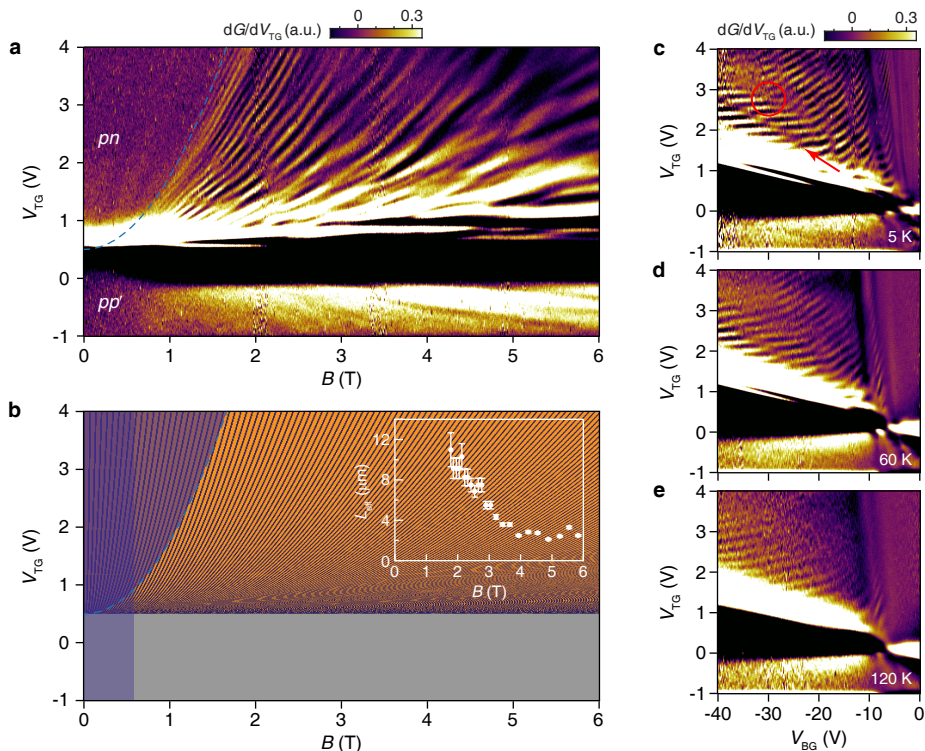 dG/dV_TG (a.u.) 0 0.3
a
4
3
2
1
0
-1
V_TG (V)
pn
pp′
0 1 2 3 4 5 6
B (T)
b
4
3
2
1
0
-1
V_TG (V)
12
8
4
0
L_eff (µm)
0 1 2 3 4 5 6
B (T)
0 1 2 3 4 5 6
B (T)
dG/dV_TG (a.u.) 0 0.3
c
4
3
2
1
0
-1
V_TG (V)
5 K
d
4
3
2
1
0
-1
V_TG (V)
60 K
e
4
3
2
1
0
-1
V_TG (V)
120 K
-40 -30 -20 -10 0
V_BG (V)